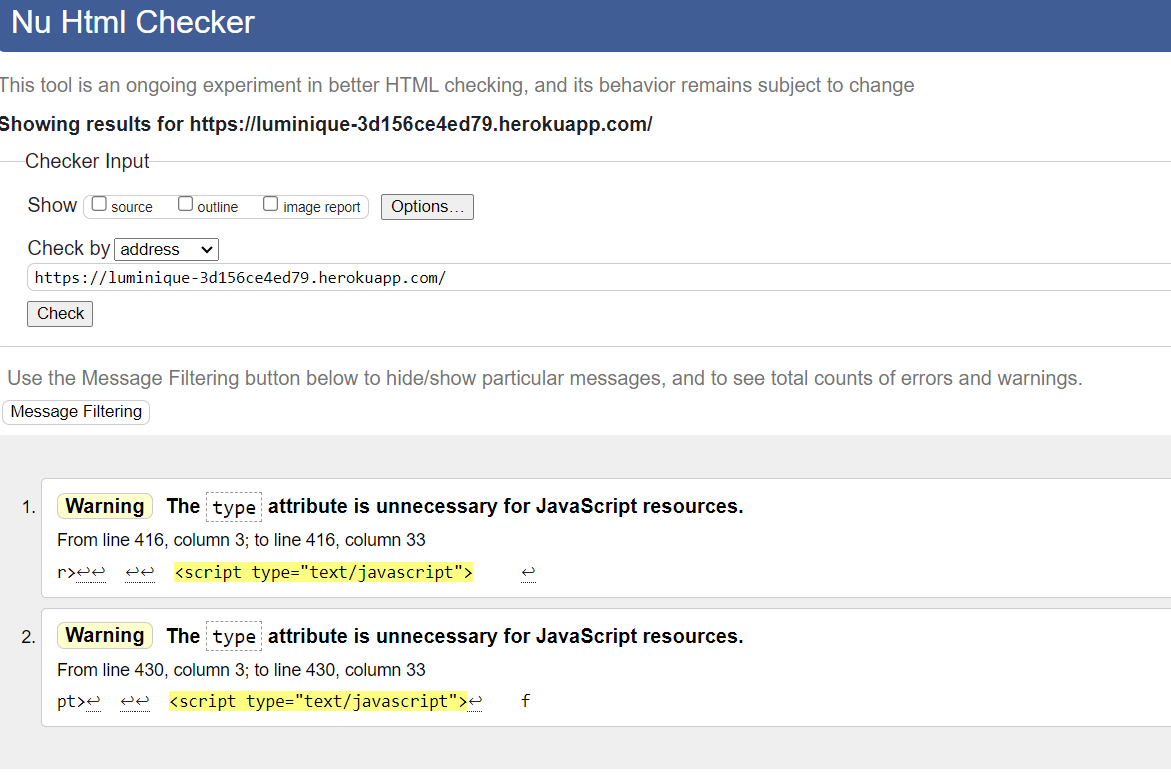 Nu Html Checker
This tool is an ongoing experiment in better HTML checking, and its behavior remains subject to change
Showing results for https://luminique-3d156ce4ed79.herokuapp.com/
Checker Input
Show source outline image report Options...
Check by address
https://luminique-3d156ce4ed79.herokuapp.com/
Check
Use the Message Filtering button below to hide/show particular messages, and to see total counts of errors and warnings.
Message Filtering
1. Warning The type attribute is unnecessary for JavaScript resources.
From line 416, column 3; to line 416, column 33
r>↩↩ ↩↩ <script type="text/javascript"> ↩
2. Warning The type attribute is unnecessary for JavaScript resources.
From line 430, column 3; to line 430, column 33
pt>↩ ↩↩ <script type="text/javascript">↩ f